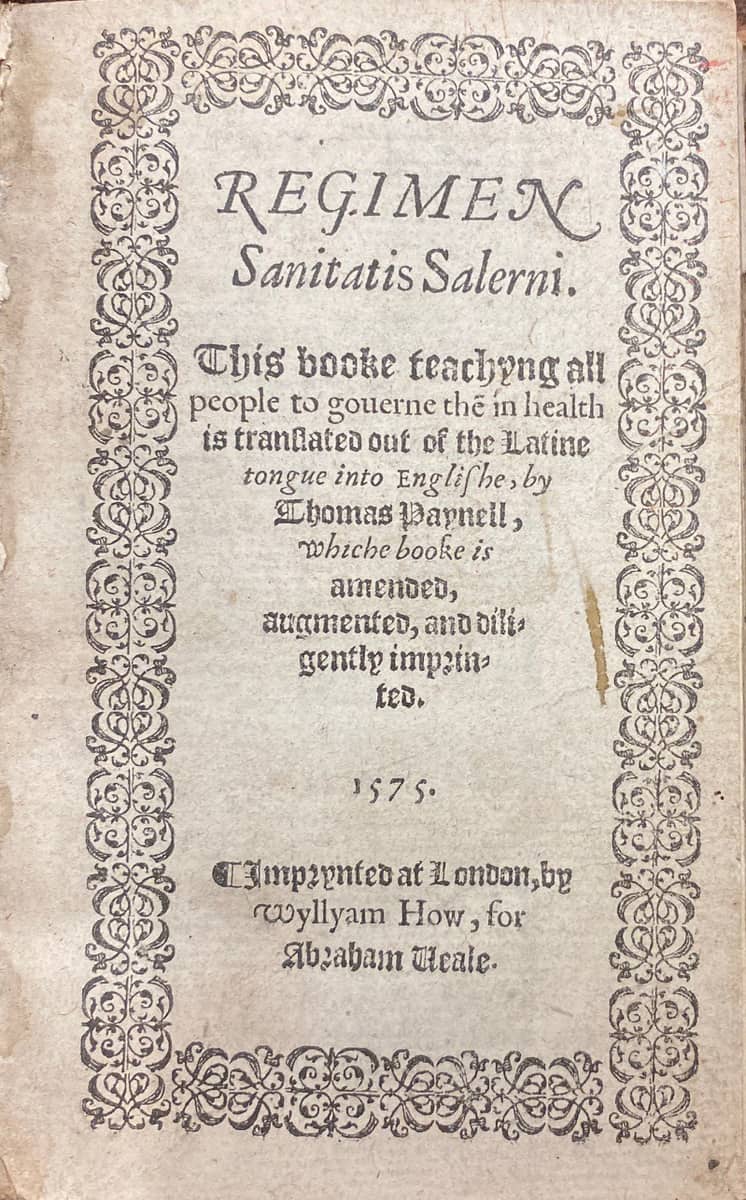 REGIMEN
Sanitatis Salerni.
This booke teachyng all
people to gouerne thē in health
is tranſlated out of the Latine
tongue into Engliſhe, by
Thomas Paynell,
whiche booke is
amended,
augmented, and dili⸗
gently imprin⸗
ted.
1575.
¶Imprynted at London, by
Wyllyam How, for
Abraham Ueale.